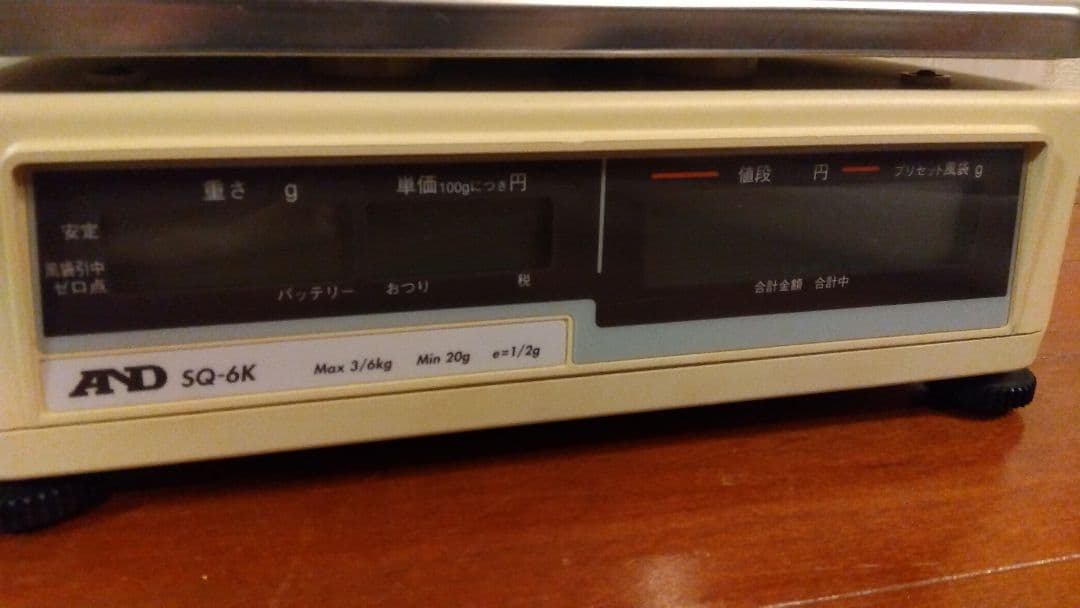 重さ g 単価100gにつき円 値段 円 プリセット風袋 g
安定
風袋引中
ゼロ点 バッテリー おつり 税 合計金額 合計中
AND SQ-6K Max 3/6kg Min 20g e=1/2g